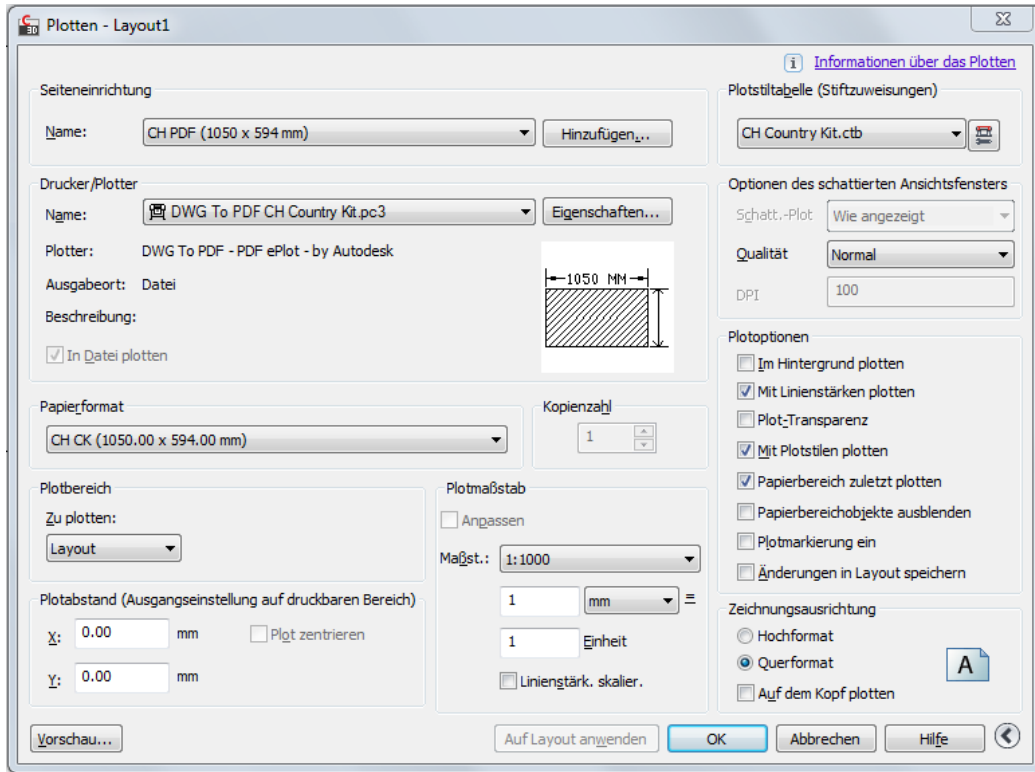 Plotten - Layout1
Informationen über das Plotten
Seiteneinrichtung
Name: CH PDF (1050 x 594 mm) Hinzufügen...
Plotstiltabelle (Stiftzuweisungen)
CH Country Kit.ctb
Drucker/Plotter
Name: DWG To PDF CH Country Kit.pc3 Eigenschaften...
Plotter: DWG To PDF - PDF ePlot - by Autodesk
Ausgabeort: Datei
Beschreibung:
In Datei plotten
1050 MM
Optionen des schattierten Ansichtsfensters
Schatt.-Plot Wie angezeigt
Qualität Normal
DPI 100
Papierformat
CH CK (1050.00 x 594.00 mm)
Kopienzahl
1
Plotoptionen
Im Hintergrund plotten
Mit Linienstärken plotten
Plot-Transparenz
Mit Plotstilen plotten
Papierbereich zuletzt plotten
Papierbereichobjekte ausblenden
Plotmarkierung ein
Änderungen in Layout speichern
Plotbereich
Zu plotten:
Layout
Plotmaßstab
Anpassen
Maßst.: 1:1000
1 mm =
1 Einheit
Linienstärk. skalier.
Plotabstand (Ausgangseinstellung auf druckbaren Bereich)
X: 0.00 mm Plot zentrieren
Y: 0.00 mm
Zeichnungsausrichtung
Hochformat
Querformat
A
Auf dem Kopf plotten
Vorschau... Auf Layout anwenden OK Abbrechen Hilfe